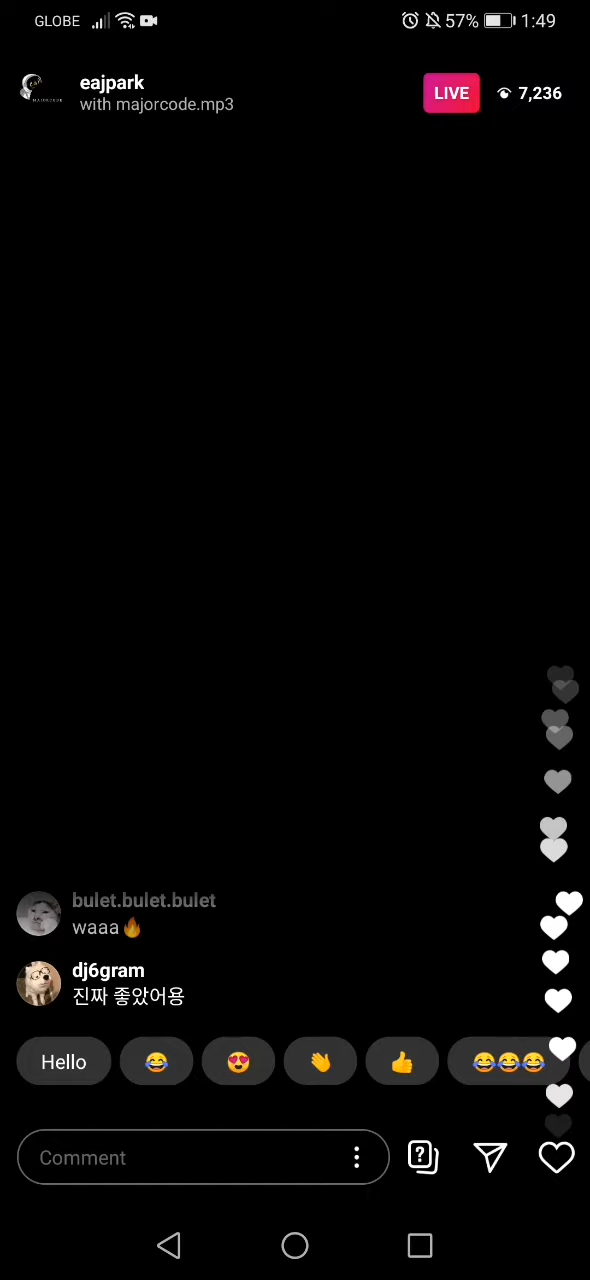 GLOBE
57%
1:49
eajpark
with majorcode.mp3
LIVE
7,236
bulet.bulet.bulet
waaa🔥
dj6gram
진짜 좋았어용
Hello
😂
😍
👋
👍
😂😂😂
Comment